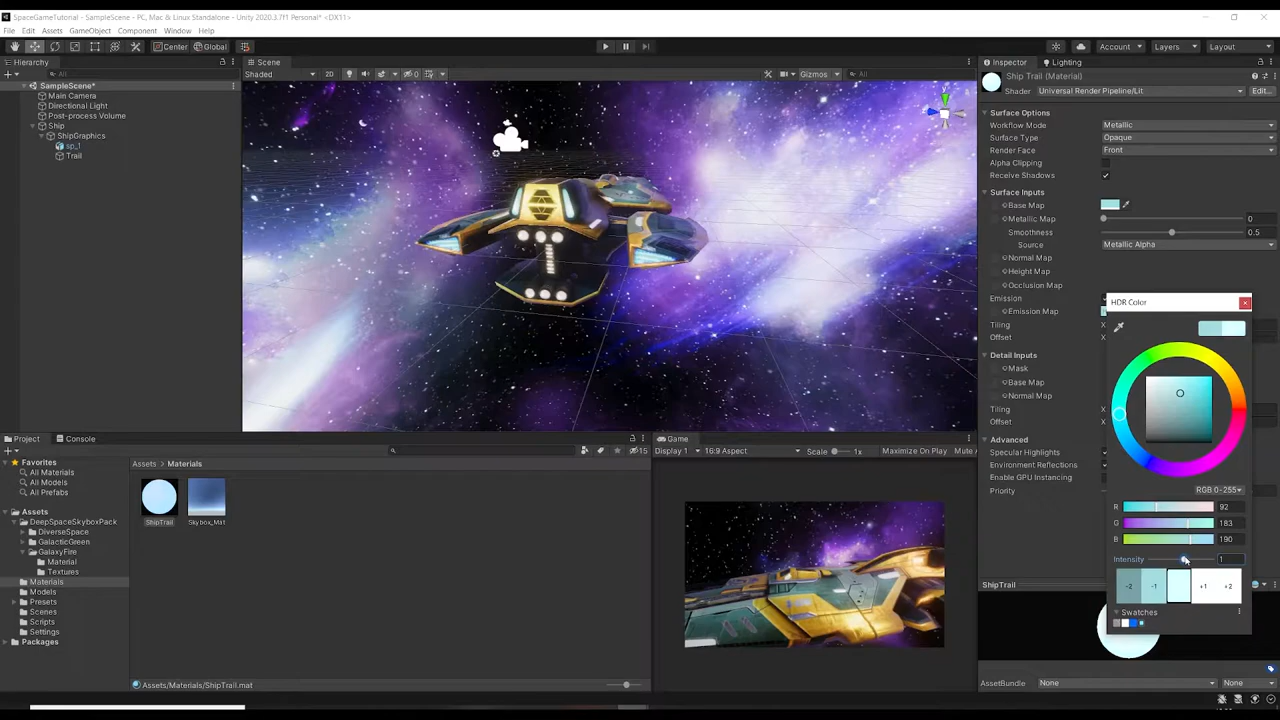 SpaceGameTutorial - SampleScene - PC, Mac & Linux Standalone - Unity 2020.3.7f1 Personal* <DX11>
File Edit Assets GameObject Component Window Help
Center Global Account Layers Layout
Hierarchy
All
SampleScene*
Main Camera
Directional Light
Post-process Volume
Ship
ShipGraphics
sp_1
Trail
Scene
Shaded 2D 0 Gizmos All
y
Inspector Lighting
Ship Trail (Material)
Shader Universal Render Pipeline/Lit Edit...
Surface Options
Workflow Mode Metallic
Surface Type Opaque
Render Face Front
Alpha Clipping
Receive Shadows
Surface Inputs
Base Map
Metallic Map 0
Smoothness 0.5
Source Metallic Alpha
Normal Map
Height Map
Occlusion Map
Emission
Emission Map
Tiling X
Offset X
Detail Inputs
Mask
Base Map
Normal Map
Tiling X
Offset X
Advanced
Specular Highlights
Environment Reflections
Enable GPU Instancing
Priority
HDR Color
RGB 0-255
R 92
G 183
B 190
Intensity 1
-2 -1 +1 +2
Swatches
ShipTrail
AssetBundle None None
Project Console
15
Favorites
All Materials
All Models
All Prefabs
Assets
DeepSpaceSkyboxPack
DiverseSpace
GalacticGreen
GalaxyFire
Material
Textures
Materials
Models
Presets
Scenes
Scripts
Settings
Packages
Assets Materials
ShipTrail Skybox_Mat
Assets/Materials/ShipTrail.mat
Game
Display 1 16:9 Aspect Scale 1x Maximize On Play Mute A